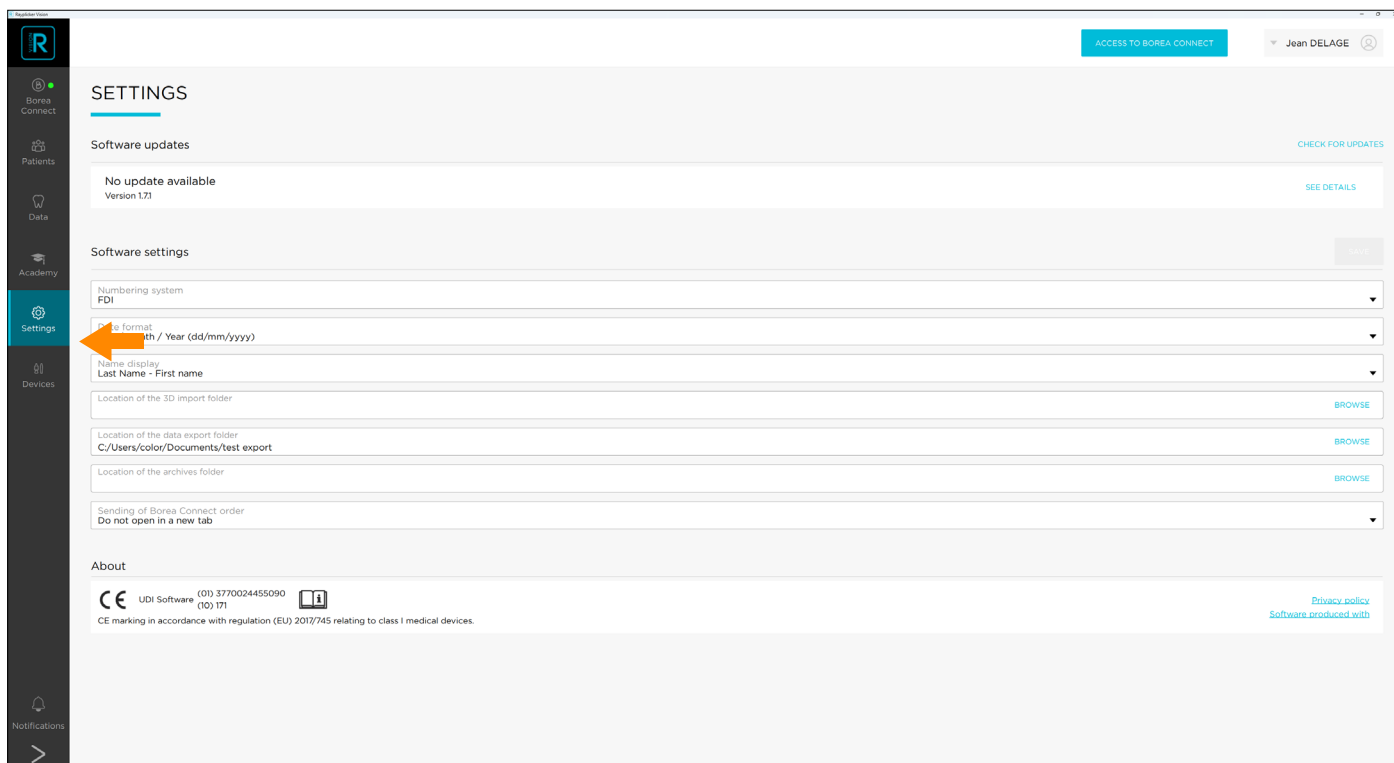 Rayplicker Vision
VISION R
ACCESS TO BOREA CONNECT
Jean DELAGE
Borea
Connect
Patients
Data
Academy
Settings
Devices
Notifications
SETTINGS
Software updates
CHECK FOR UPDATES
No update available
Version 1.7.1
SEE DETAILS
Software settings
SAVE
Numbering system
FDI
format
/ Year (dd/mm/yyyy)
Name display
Last Name - First name
Location of the 3D import folder
BROWSE
Location of the data export folder
C:/Users/color/Documents/test export
BROWSE
Location of the archives folder
BROWSE
Sending of Borea Connect order
Do not open in a new tab
About
CE
UDI Software
(01) 3770024455090
(10) 171
i
CE marking in accordance with regulation (EU) 2017/745 relating to class I medical devices.
Privacy policy
Software produced with